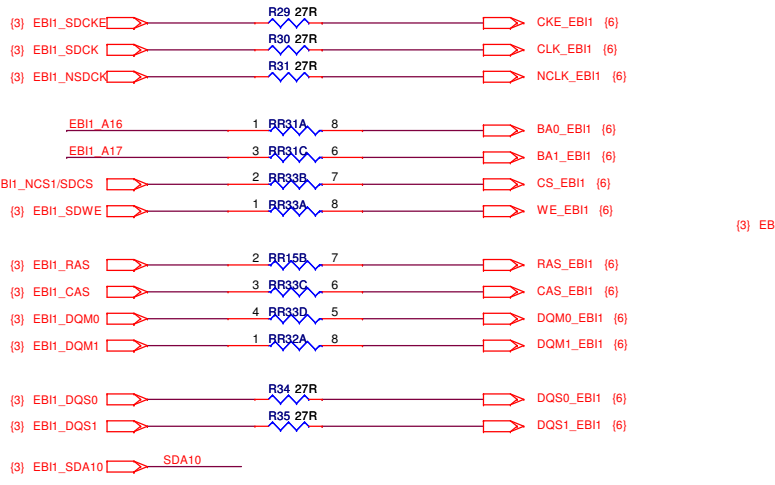 {3} EBI1_SDCKE R29 27R CKE_EBI1 {6}
{3} EBI1_SDCK R30 27R CLK_EBI1 {6}
{3} EBI1_NSDCK R31 27R NCLK_EBI1 {6}
EBI1_A16 1 RR31A 8 BA0_EBI1 {6}
EBI1_A17 3 RR31C 6 BA1_EBI1 {6}
BI1_NCS1/SDCS 2 RR33B 7 CS_EBI1 {6}
{3} EBI1_SDWE 1 RR33A 8 WE_EBI1 {6}
{3} EB
{3} EBI1_RAS 2 RR15B 7 RAS_EBI1 {6}
{3} EBI1_CAS 3 RR33C 6 CAS_EBI1 {6}
{3} EBI1_DQM0 4 RR33D 5 DQM0_EBI1 {6}
{3} EBI1_DQM1 1 RR32A 8 DQM1_EBI1 {6}
{3} EBI1_DQS0 R34 27R DQS0_EBI1 {6}
{3} EBI1_DQS1 R35 27R DQS1_EBI1 {6}
{3} EBI1_SDA10 SDA10